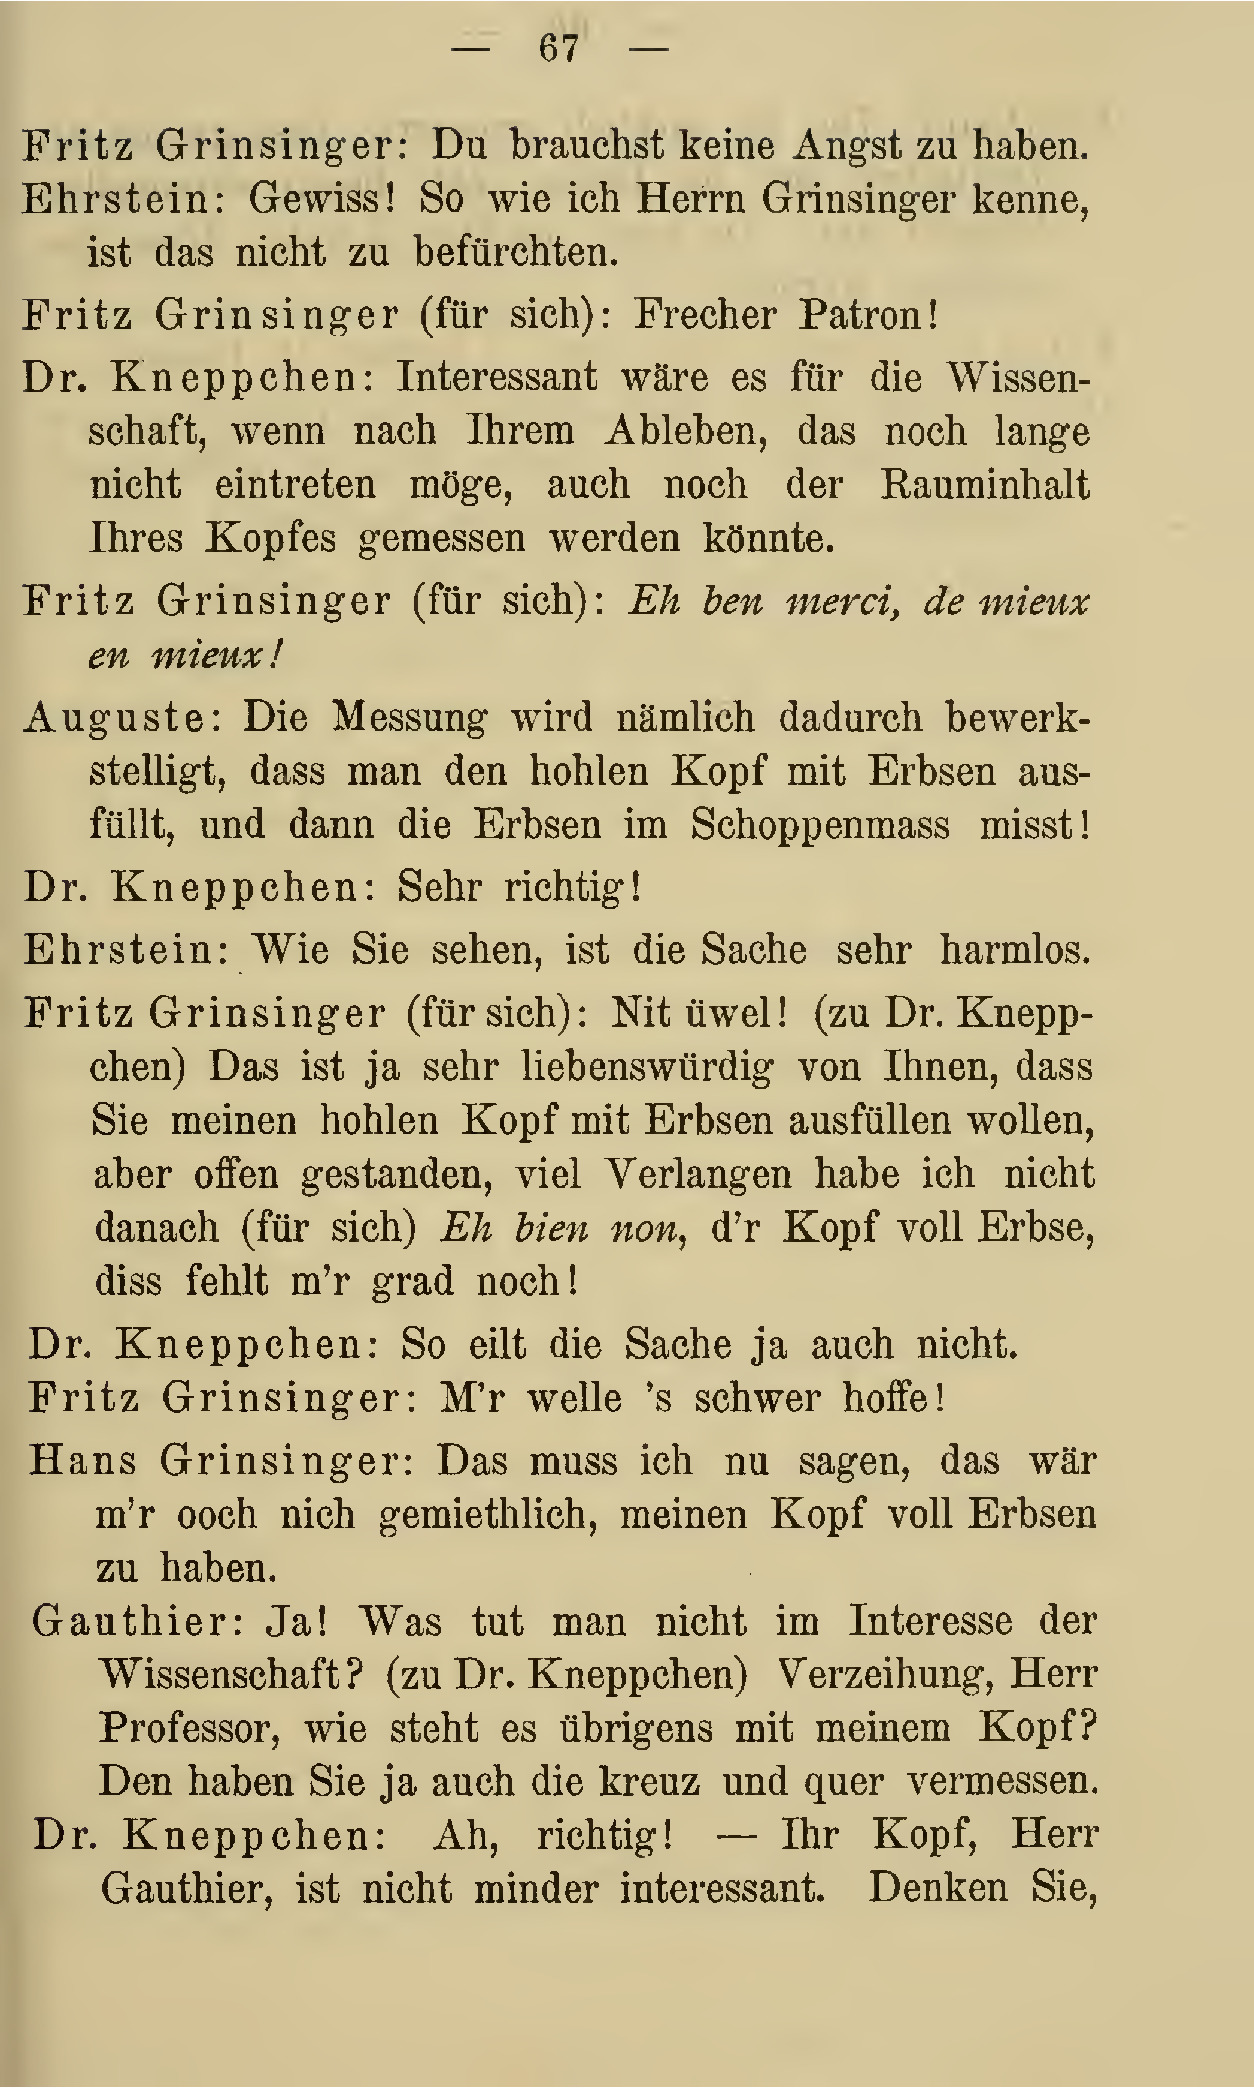 — 67 —
Fritz Grinsinger: Du brauchst keine Angst zu haben.
Ehrstein: Gewiss! So wie ich Herrn Grinsinger kenne,
ist das nicht zu befürchten.
Fritz Grinsinger (für sich): Frecher Patron!
Dr. Kneppchen: Interessant wäre es für die Wissen-
schaft, wenn nach Ihrem Ableben, das noch lange
nicht eintreten möge, auch noch der Rauminhalt
Ihres Kopfes gemessen werden könnte.
Fritz Grinsinger (für sich): Eh ben merci, de mieux
en mieux!
Auguste: Die Messung wird nämlich dadurch bewerk-
stelligt, dass man den hohlen Kopf mit Erbsen aus-
füllt, und dann die Erbsen im Schoppenmass misst!
Dr. Kneppchen: Sehr richtig!
Ehrstein: Wie Sie sehen, ist die Sache sehr harmlos.
Fritz Grinsinger (für sich): Nit üwel! (zu Dr. Knepp-
chen) Das ist ja sehr liebenswürdig von Ihnen, dass
Sie meinen hohlen Kopf mit Erbsen ausfüllen wollen,
aber offen gestanden, viel Verlangen habe ich nicht
danach (für sich) Eh bien non, d'r Kopf voll Erbse,
diss fehlt m'r grad noch!
Dr. Kneppchen: So eilt die Sache ja auch nicht.
Fritz Grinsinger: M'r welle 's schwer hoffe!
Hans Grinsinger: Das muss ich nu sagen, das wär
m'r ooch nich gemiethlich, meinen Kopf voll Erbsen
zu haben.
Gauthier: Ja! Was tut man nicht im Interesse der
Wissenschaft? (zu Dr. Kneppchen) Verzeihung, Herr
Professor, wie steht es übrigens mit meinem Kopf?
Den haben Sie ja auch die kreuz und quer vermessen.
Dr. Kneppchen: Ah, richtig! — Ihr Kopf, Herr
Gauthier, ist nicht minder interessant. Denken Sie,